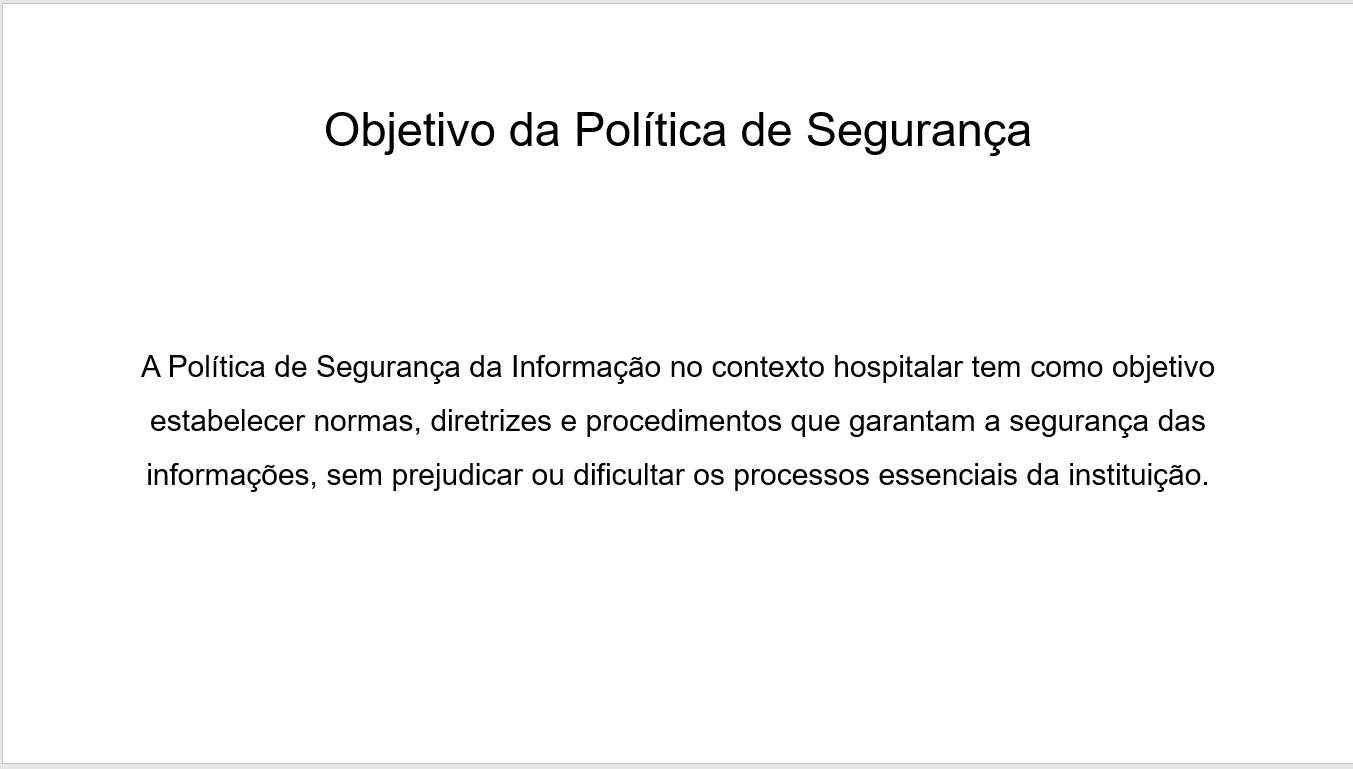 Objetivo da Política de Segurança
A Política de Segurança da Informação no contexto hospitalar tem como objetivo
estabelecer normas, diretrizes e procedimentos que garantam a segurança das
informações, sem prejudicar ou dificultar os processos essenciais da instituição.